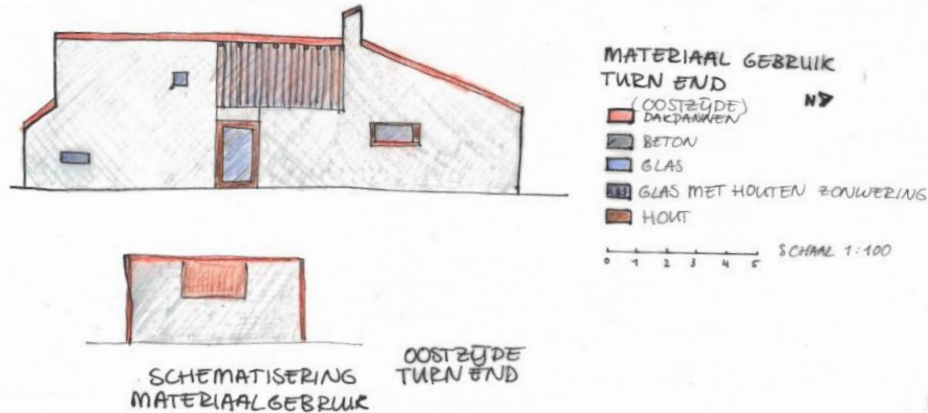 MATERIAAL GEBRUIK
TURN END
(OOSTZIJDE)
N
DAKPANNEN
BETON
GLAS
GLAS MET HOUTEN ZONWERING
HOUT
0 1 2 3 4 5
SCHAAL 1:100
SCHEMATISERING
MATERIAALGEBRUIK
OOSTZIJDE
TURN END